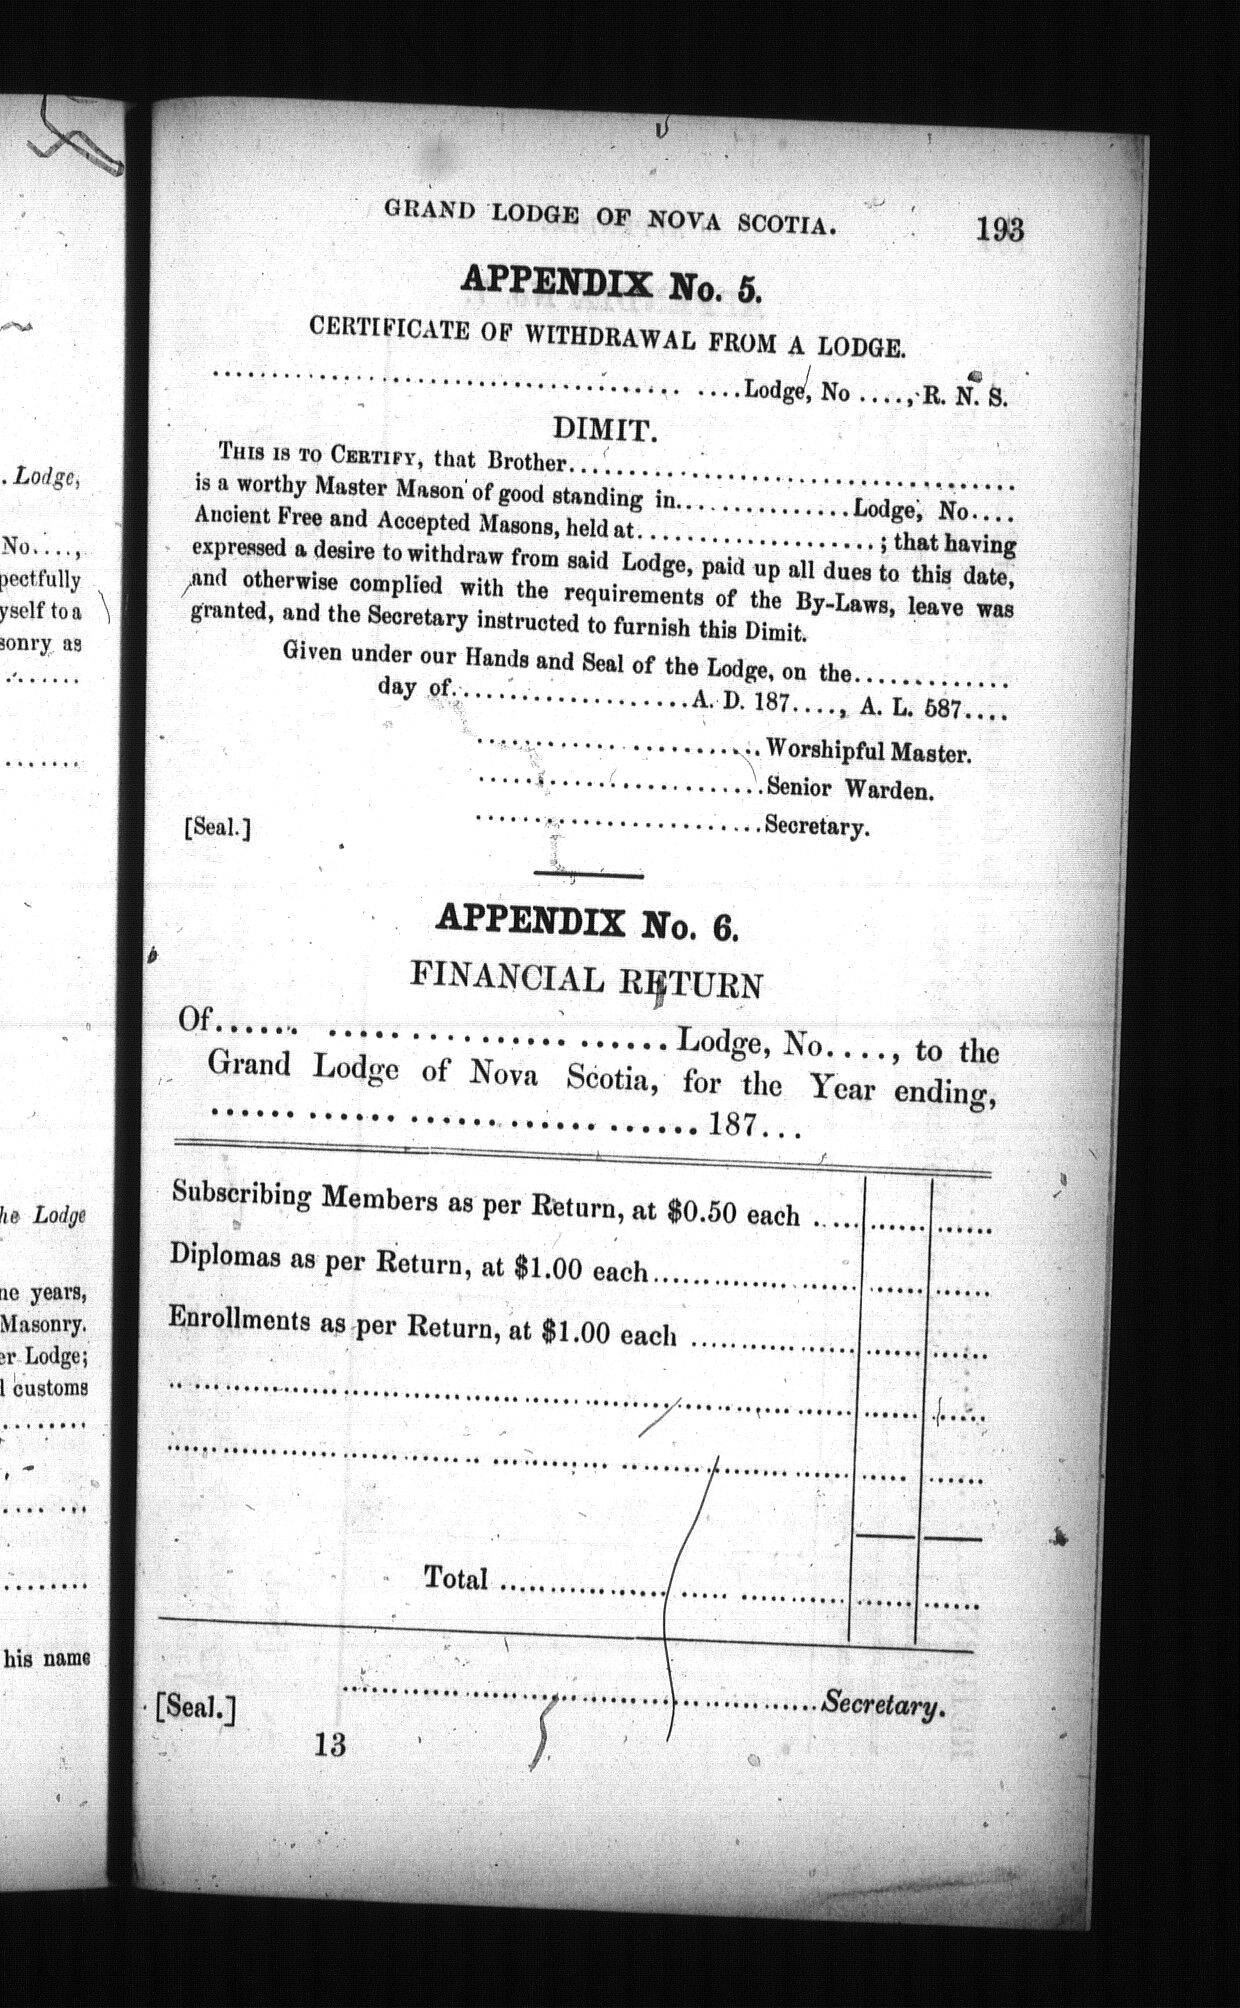 . Lodge,
No....,
pectfully
yself to a
sonry as
........
.......
he Lodge
ne years,
Masonry.
er Lodge;
l customs
........
........
........
his name
GRAND LODGE OF NOVA SCOTIA. 193
APPENDIX No. 5.
CERTIFICATE OF WITHDRAWAL FROM A LODGE.
........................................ ....Lodge, No ...., R. N. S.
DIMIT.
THIS IS TO CERTIFY, that Brother......................................
is a worthy Master Mason of good standing in...............Lodge, No....
Ancient Free and Accepted Masons, held at....................; that having
expressed a desire to withdraw from said Lodge, paid up all dues to this date,
and otherwise complied with the requirements of the By-Laws, leave was
granted, and the Secretary instructed to furnish this Dimit.
Given under our Hands and Seal of the Lodge, on the.............
day of....................A. D. 187...., A. L. 587....
........................Worshipful Master.
........................Senior Warden.
........................Secretary.
[Seal.]
APPENDIX No. 6.
FINANCIAL RETURN
Of...... ..... ..... ...... ......Lodge, No...., to the
Grand Lodge of Nova Scotia, for the Year ending,
...... ...... ...... ...... ......187...
Subscribing Members as per Return, at $0.50 each ..... ...... ......
Diplomas as per Return, at $1.00 each..................... ...... ......
Enrollments as per Return, at $1.00 each ................. ...... ......
............................................................ ...... ......
............................................................ ...... ......
Total ................................... ...... ......
[Seal.] ........................................Secretary.
13